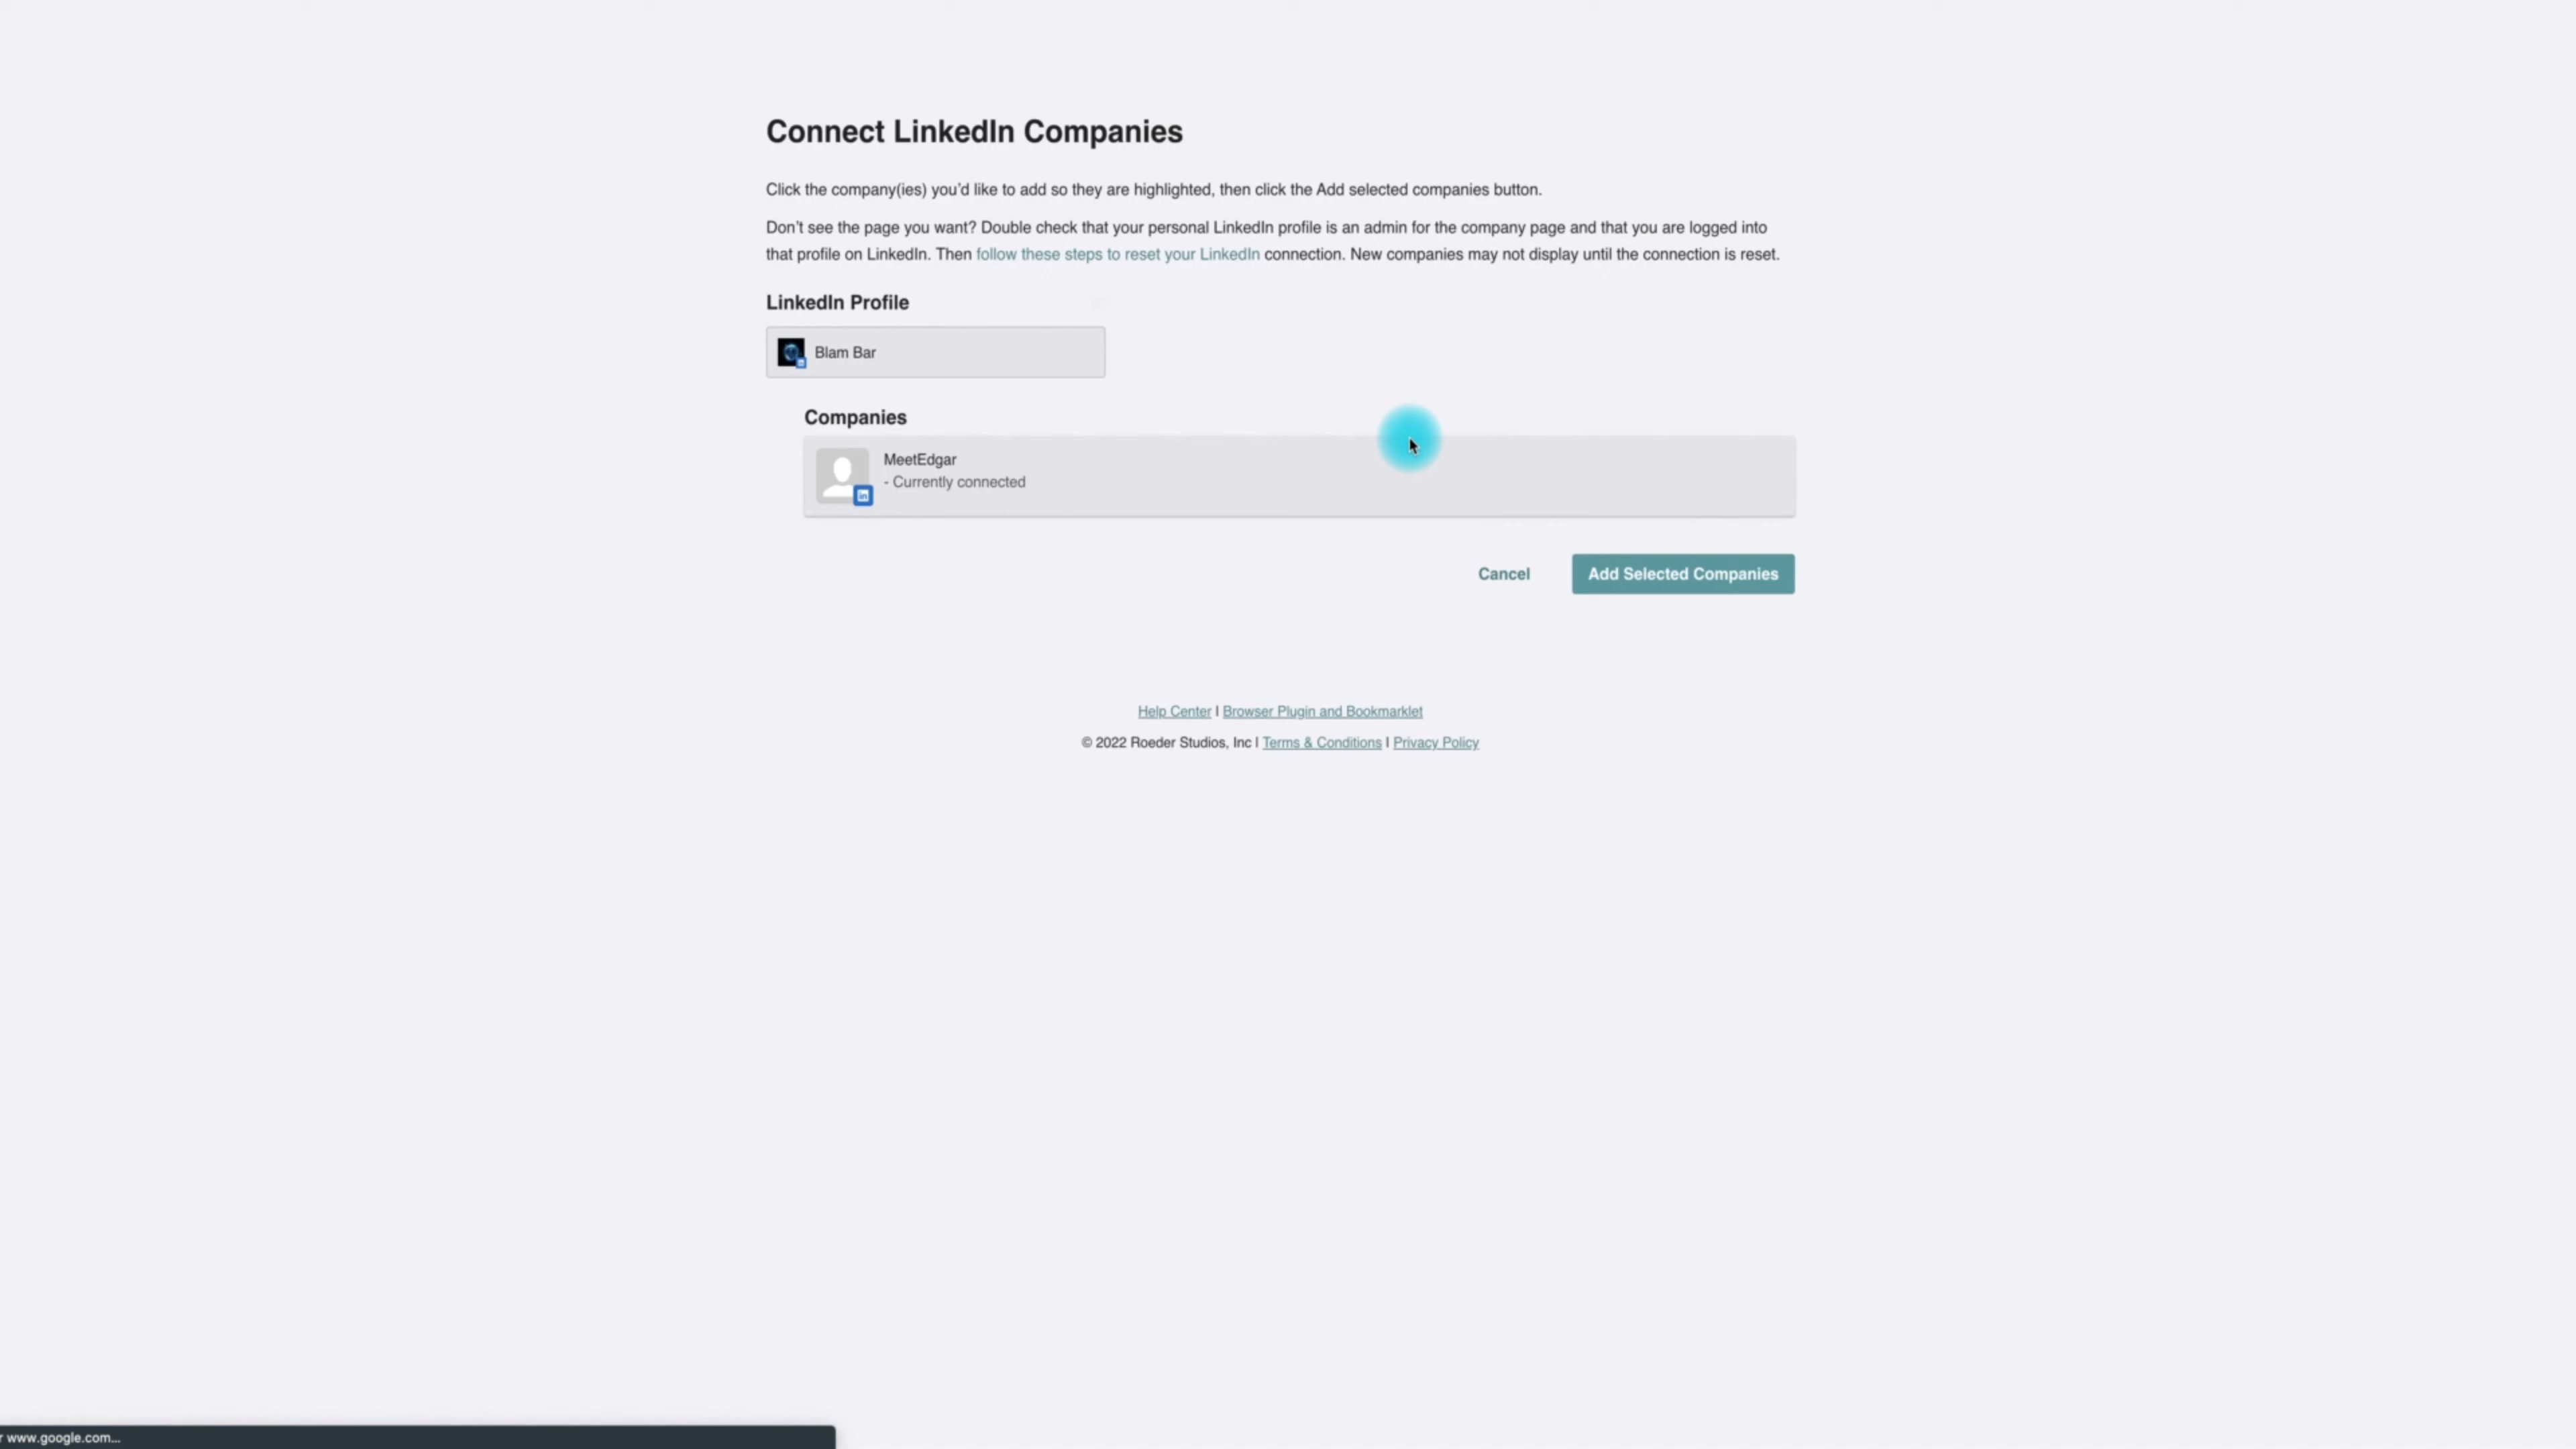 Connect LinkedIn Companies
Click the company(ies) you'd like to add so they are highlighted, then click the Add selected companies button.
Don't see the page you want? Double check that your personal LinkedIn profile is an admin for the company page and that you are logged into
that profile on LinkedIn. Then follow these steps to reset your LinkedIn connection. New companies may not display until the connection is reset.
LinkedIn Profile
Blam Bar
Companies
MeetEdgar
- Currently connected
in
Cancel
Add Selected Companies
Help Center | Browser Plugin and Bookmarklet
© 2022 Roeder Studios, Inc | Terms & Conditions | Privacy Policy
r www.google.com...